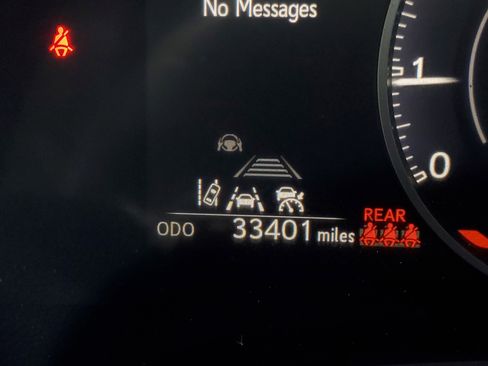 No Messages
1
0
REAR
ODO 33401 miles